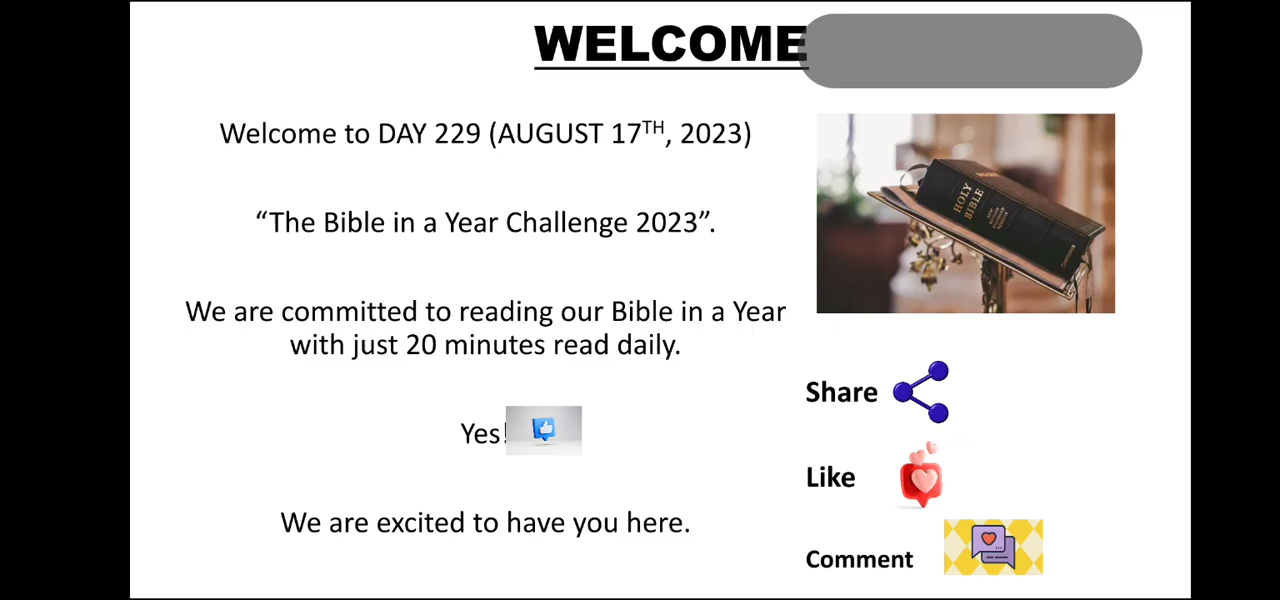 WELCOME
Welcome to DAY 229 (AUGUST 17TH, 2023)
“The Bible in a Year Challenge 2023”.
We are committed to reading our Bible in a Year
with just 20 minutes read daily.
Yes!
We are excited to have you here.
HOLY
BIBLE
Share
Like
Comment